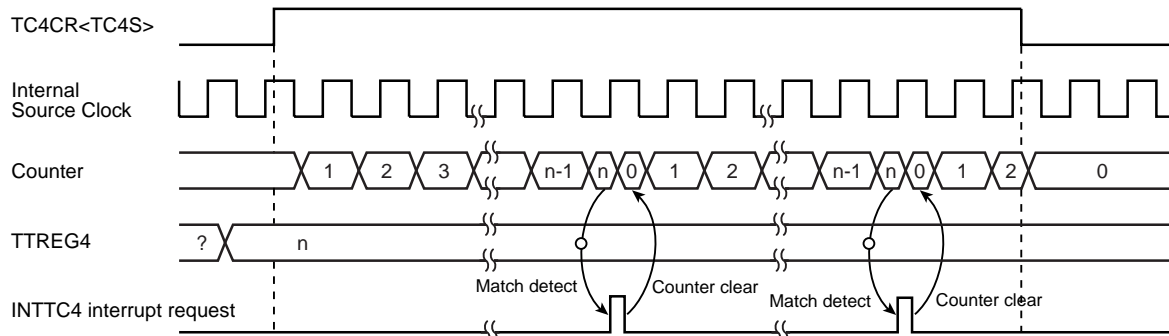 TC4CR<TC4S>
Internal
Source Clock
Counter
1 2 3 n-1 n 0 1 2 n-1 n 0 1 2 0
TTREG4
? n
Match detect Counter clear Match detect Counter clear
INTTC4 interrupt request